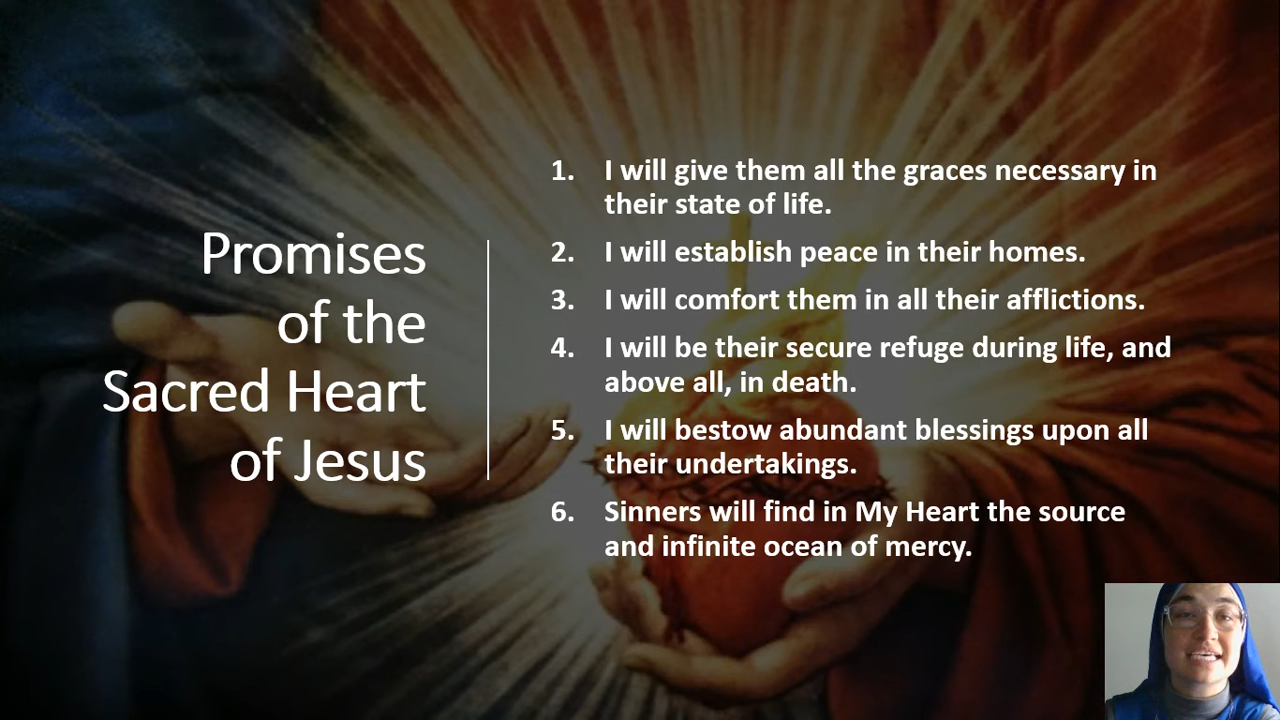 Promises
of the
Sacred Heart
of Jesus
1. I will give them all the graces necessary in
their state of life.
2. I will establish peace in their homes.
3. I will comfort them in all their afflictions.
4. I will be their secure refuge during life, and
above all, in death.
5. I will bestow abundant blessings upon all
their undertakings.
6. Sinners will find in My Heart the source
and infinite ocean of mercy.